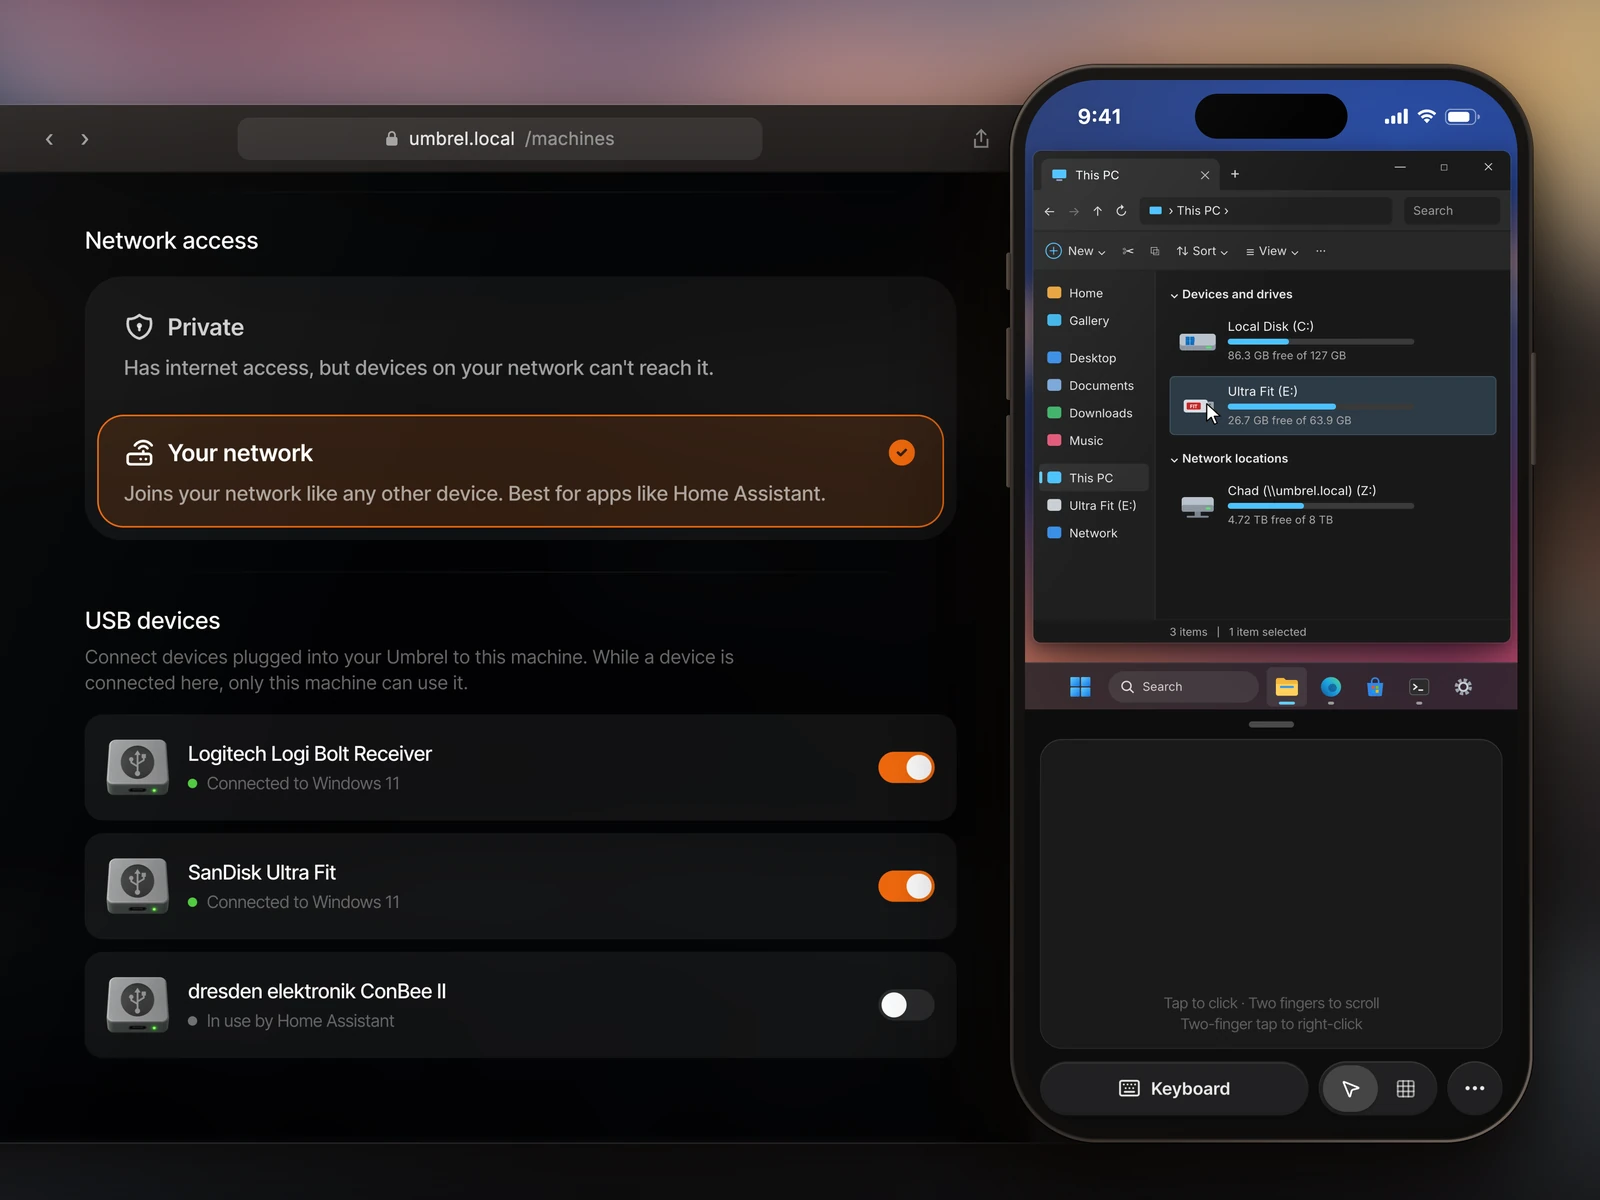 umbrel.local /machines
Network access
Private
Has internet access, but devices on your network can't reach it.
Your network
Joins your network like any other device. Best for apps like Home Assistant.
USB devices
Connect devices plugged into your Umbrel to this machine. While a device is
connected here, only this machine can use it.
Logitech Logi Bolt Receiver
Connected to Windows 11
SanDisk Ultra Fit
Connected to Windows 11
dresden elektronik ConBee II
In use by Home Assistant
9:41
This PC
› This PC ›
Search
New
Sort
View
Home
Gallery
Desktop
Documents
Downloads
Music
This PC
Ultra Fit (E:)
Network
Devices and drives
Local Disk (C:)
86.3 GB free of 127 GB
Ultra Fit (E:)
FIT
26.7 GB free of 63.9 GB
Network locations
Chad (\\umbrel.local) (Z:)
4.72 TB free of 8 TB
3 items | 1 item selected
Search
Tap to click · Two fingers to scroll
Two-finger tap to right-click
Keyboard